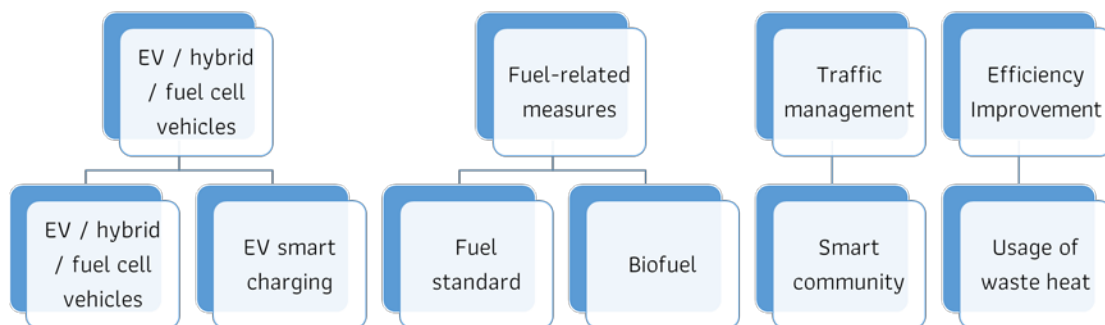 EV / hybrid
/ fuel cell
vehicles
Fuel-related
measures
Traffic
management
Efficiency
Improvement
EV / hybrid
/ fuel cell
vehicles
EV smart
charging
Fuel
standard
Biofuel
Smart
community
Usage of
waste heat